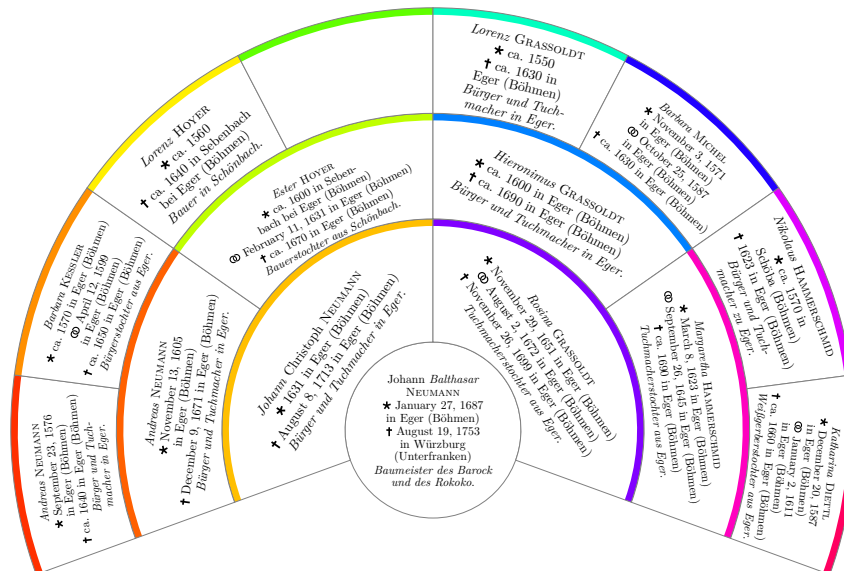 Lorenz GRASSOLDT
★ ca. 1550
✝ ca. 1630 in
Eger (Böhmen)
Bürger und Tuch-
macher in Eger.
Barbara MICHEL
★ November 3, 1571
in Eger (Böhmen)
⚭ October 25, 1587
in Eger (Böhmen)
✝ ca. 1630 in Eger (Böhmen)
Lorenz HOYER
★ ca. 1560
✝ ca. 1640 in Sebenbach
bei Eger (Böhmen)
Bauer in Schönbach.
Nikolaus HAMMERSCHMID
★ ca. 1570 in
Schöba (Böhmen)
✝ 1623 in Eger (Böhmen)
Bürger und Tuch-
macher zu Eger.
Barbara KESSLER
★ ca. 1570 in Eger (Böhmen)
⚭ April 12, 1599
in Eger (Böhmen)
✝ ca. 1650 in Eger (Böhmen)
Bürgerstochter aus Eger.
Andreas NEUMANN
★ September 23, 1576
in Eger (Böhmen)
✝ ca. 1640 in Eger (Böhmen)
Bürger und Tuch-
macher in Eger.
Katharina DIETTL
★ December 20, 1587
in Eger (Böhmen)
⚭ January 2, 1611
in Eger (Böhmen)
✝ ca. 1660 in Eger (Böhmen)
Weißgerberstochter aus Eger.
Ester HOYER
★ ca. 1600 in Seben-
bach bei Eger (Böhmen)
⚭ February 11, 1631 in Eger (Böhmen)
✝ ca. 1670 in Eger (Böhmen)
Bauerstochter aus Schönbach.
Hieronimus GRASSOLDT
★ ca. 1600 in Eger (Böhmen)
✝ ca. 1690 in Eger (Böhmen)
Bürger und Tuchmacher in Eger.
Andreas NEUMANN
★ November 13, 1605
in Eger (Böhmen)
✝ December 9, 1671 in Eger (Böhmen)
Bürger und Tuchmacher in Eger.
Margaretha HAMMERSCHMID
★ March 8, 1623 in Eger (Böhmen)
⚭ September 26, 1645 in Eger (Böhmen)
✝ ca. 1690 in Eger (Böhmen)
Tuchmacherstochter aus Eger.
Johann Christoph NEUMANN
★ 1631 in Eger (Böhmen)
✝ August 8, 1713 in Eger (Böhmen)
Bürger und Tuchmacher in Eger.
Rosina GRASSOLDT
★ November 29, 1651 in Eger (Böhmen)
⚭ August 2, 1672 in Eger (Böhmen)
✝ November 26, 1699 in Eger (Böhmen)
Tuchmacherstochter aus Eger.
Johann Balthasar
NEUMANN
★ January 27, 1687
in Eger (Böhmen)
✝ August 19, 1753
in Würzburg
(Unterfranken)
Baumeister des Barock
und des Rokoko.